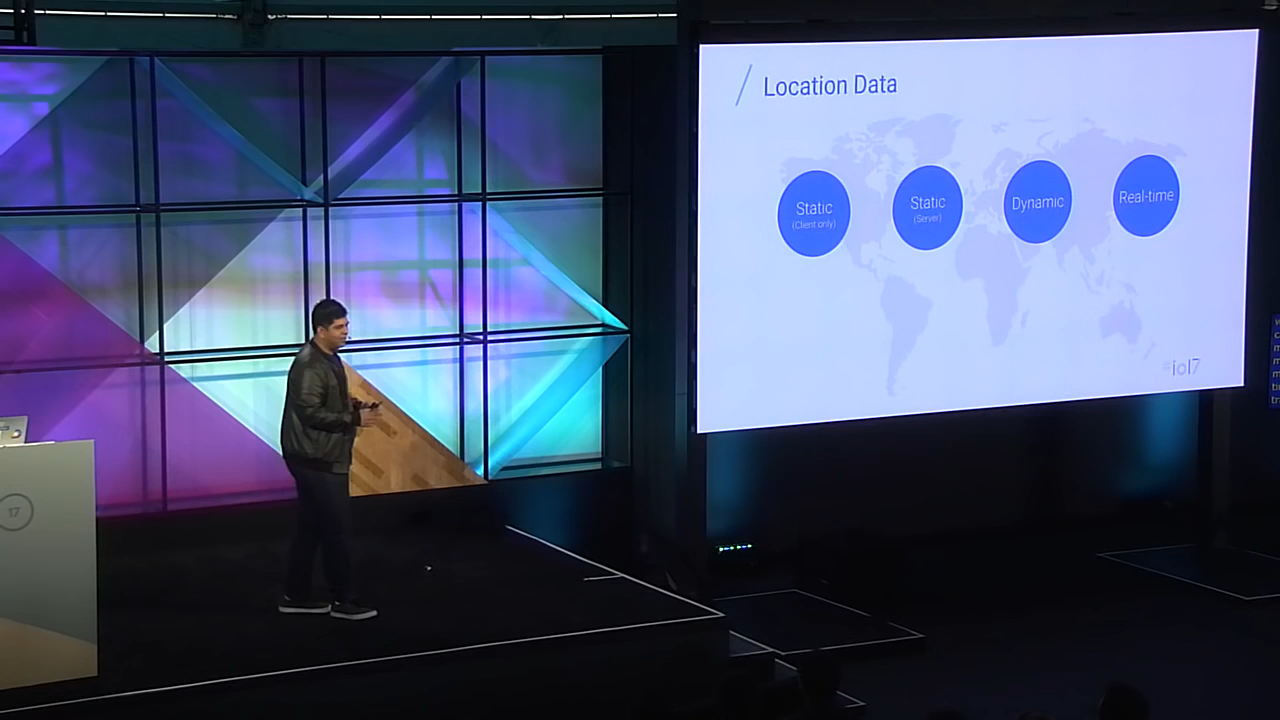 Location Data
Static
(Client only)
Static
(Server)
Dynamic
Real-time
#io17
17